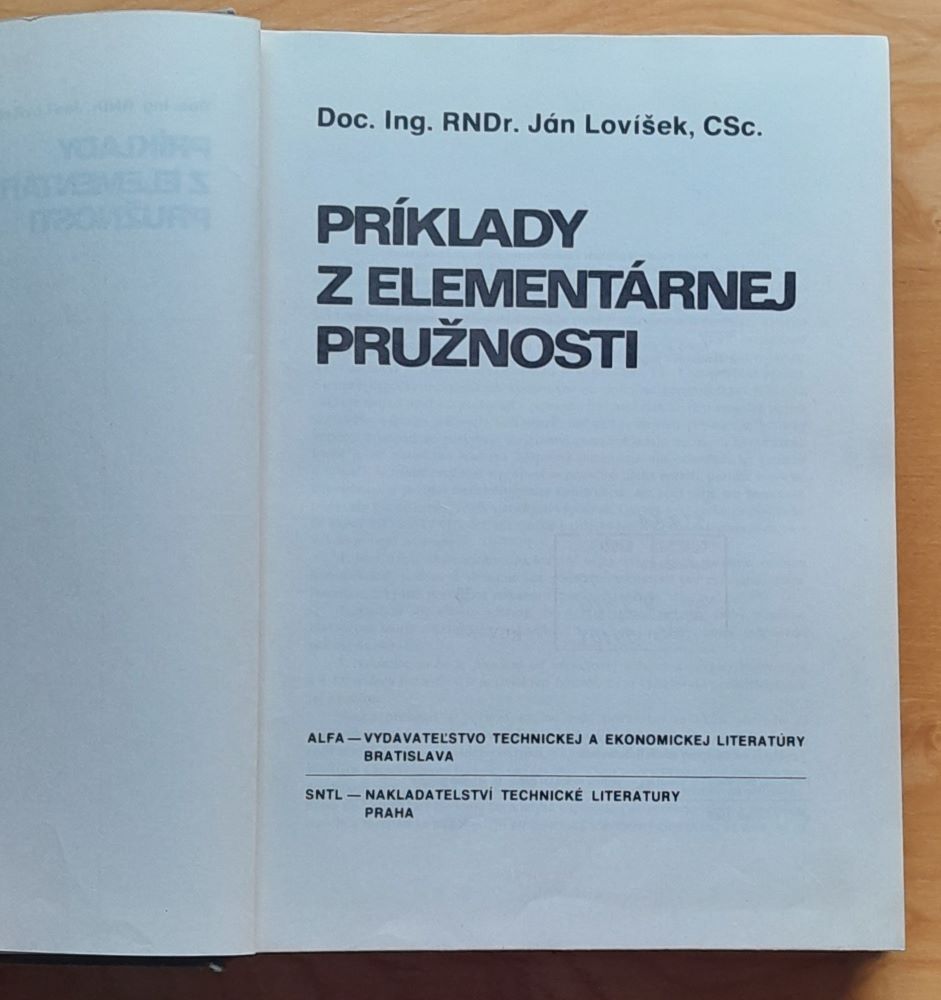 Doc. Ing. RNDr. Ján Lovíšek, CSc.
PRÍKLADY
Z ELEMENTÁRNEJ
PRUŽNOSTI
ALFA — VYDAVATEĽSTVO TECHNICKEJ A EKONOMICKEJ LITERATÚRY
BRATISLAVA
SNTL — NAKLADATELSTVÍ TECHNICKÉ LITERATURY
PRAHA